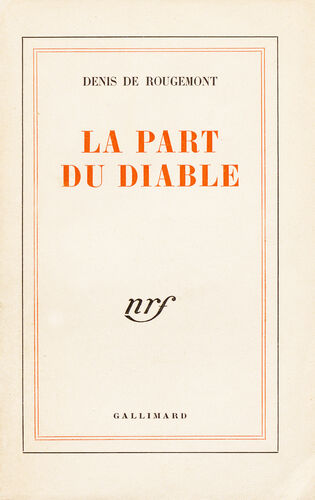 DENIS DE ROUGEMONT
LA PART
DU DIABLE
nrf
GALLIMARD